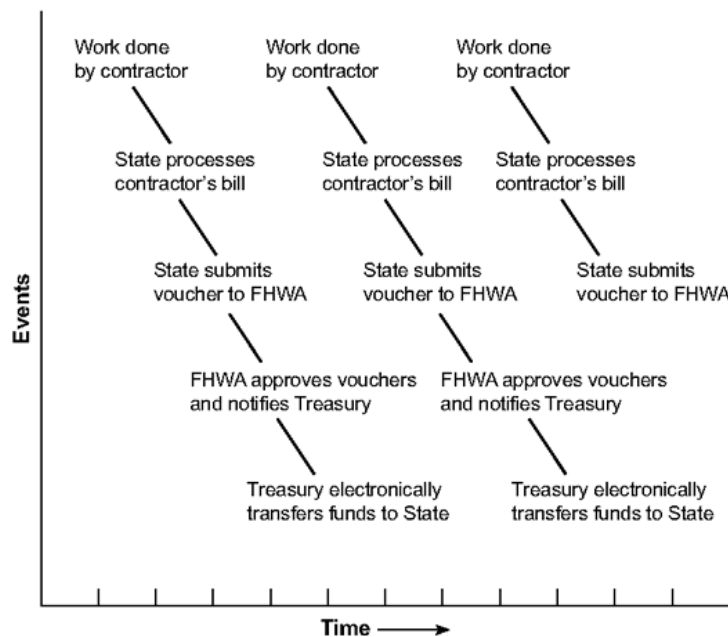 Work done
by contractor
Work done
by contractor
Work done
by contractor
State processes
contractor's bill
State processes
contractor's bill
State processes
contractor's bill
State submits
voucher to FHWA
State submits
voucher to FHWA
State submits
voucher to FHWA
FHWA approves vouchers
and notifies Treasury
FHWA approves vouchers
and notifies Treasury
Treasury electronically
transfers funds to State
Treasury electronically
transfers funds to State
Events
Time